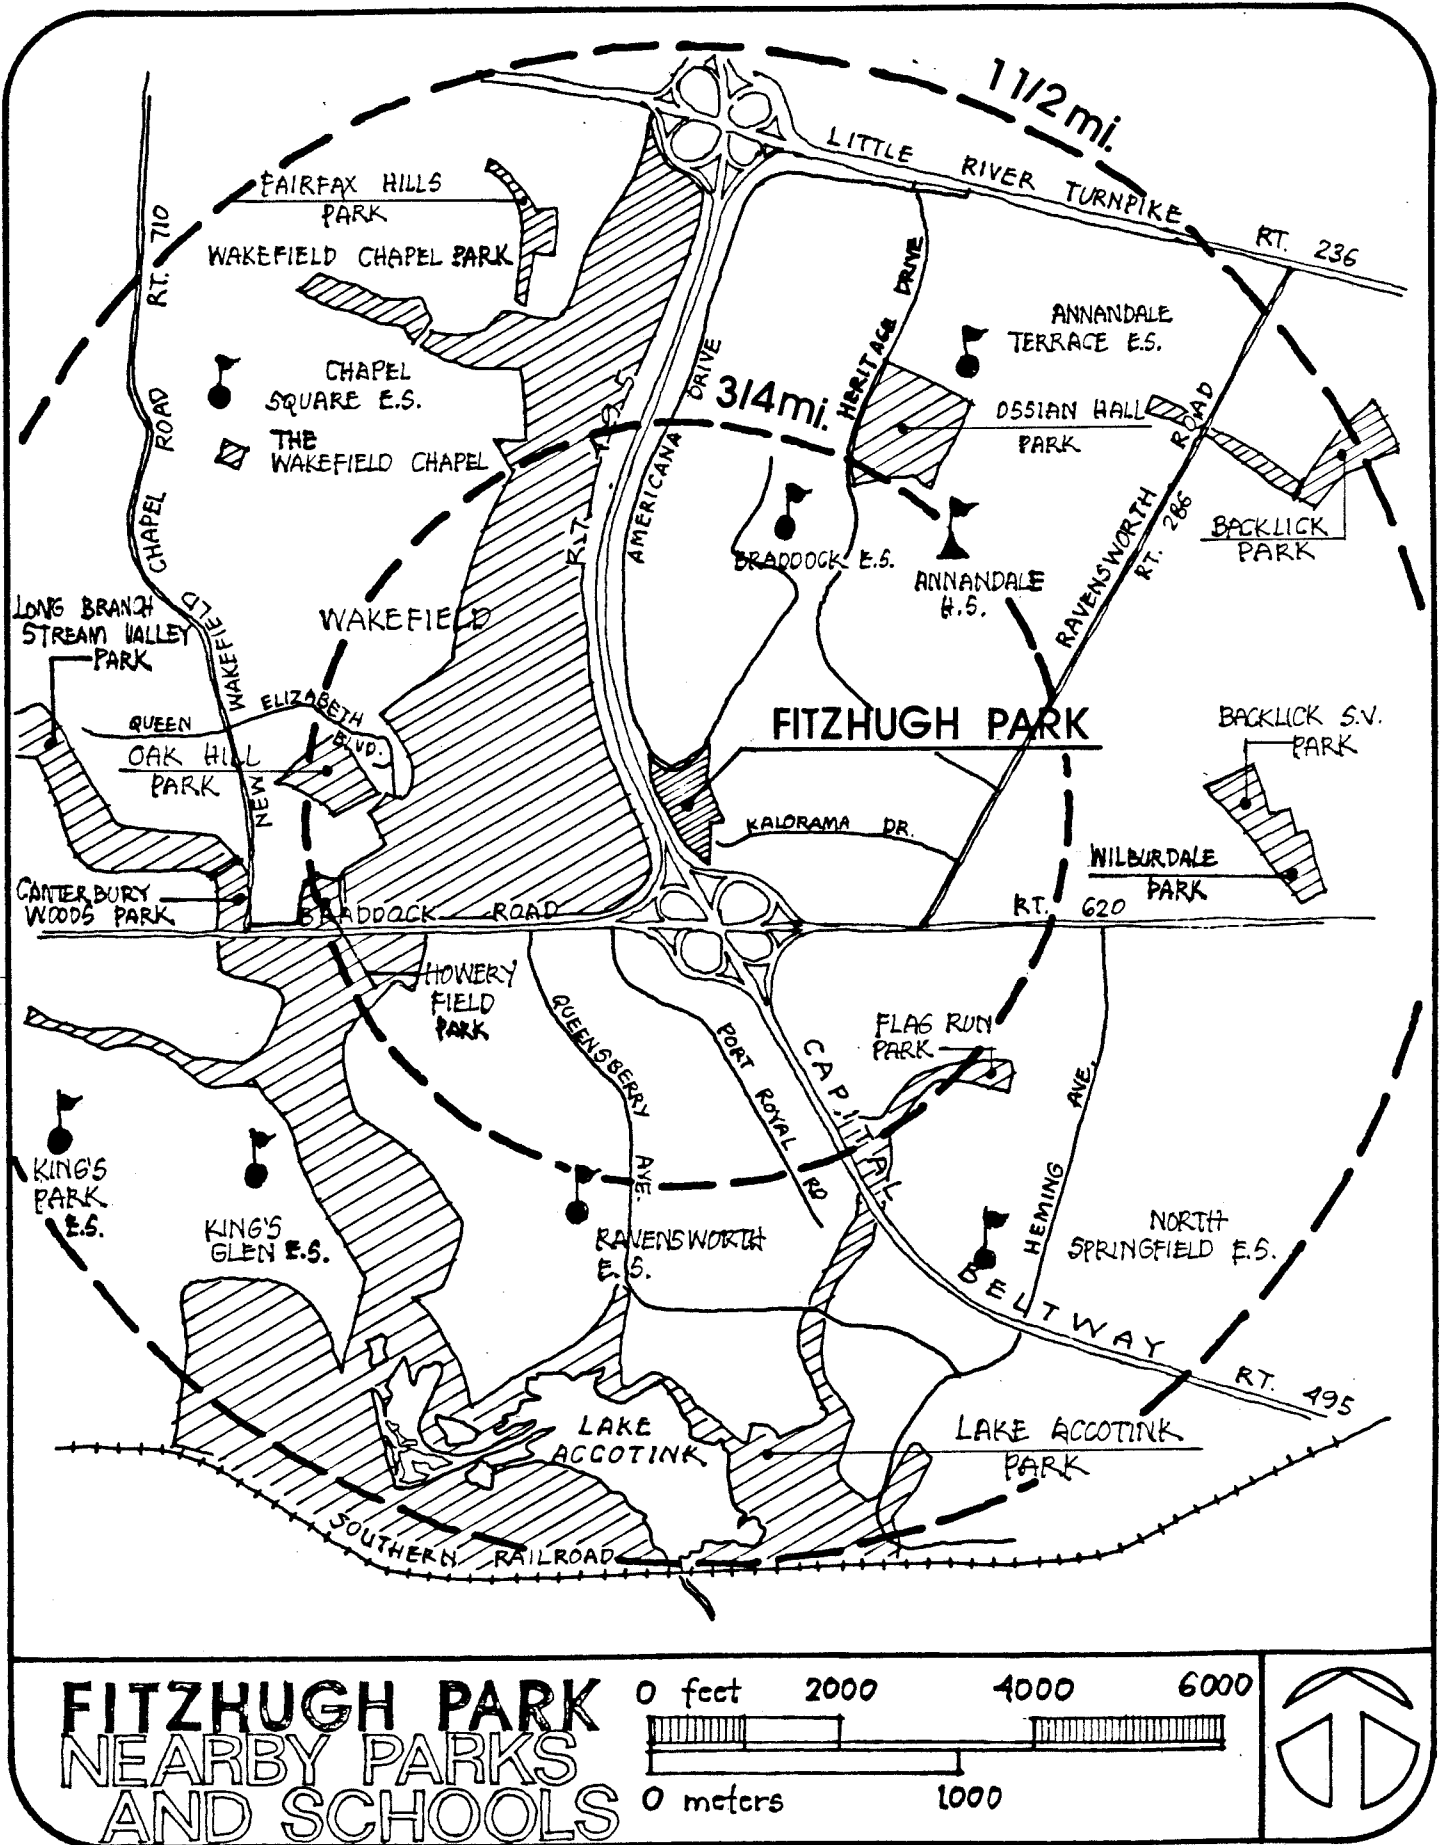 1 1/2 mi.
LITTLE RIVER TURNPIKE
RT. 236
FAIRFAX HILLS
PARK
WAKEFIELD CHAPEL PARK
RT. 710
HERITAGE DRIVE
ANNANDALE
TERRACE E.S.
CHAPEL
SQUARE E.S.
AMERICANA DRIVE
3/4 mi.
OSSIAN HALL
PARK
THE
WAKEFIELD CHAPEL
RAVENSWORTH ROAD
RT. 286
BACKLICK
PARK
BRADDOCK E.S.
ANNANDALE
H.S.
NEW WAKEFIELD CHAPEL ROAD
LONG BRANCH
STREAM VALLEY
PARK
WAKEFIELD
QUEEN ELIZABETH BLVD.
OAK HILL
PARK
FITZHUGH PARK
BACKLICK S.V.
PARK
KALORAMA DR.
WILBURDALE
PARK
CANTERBURY
WOODS PARK
BRADDOCK ROAD
RT. 620
HOWERY
FIELD
PARK
QUEENSBERRY AVE.
PORT ROYAL RD
FLAG RUN
PARK
CAPITAL BELTWAY RT. 495
HEMING AVE.
KING'S
PARK
E.S.
KING'S
GLEN E.S.
RAVENSWORTH
E.S.
NORTH
SPRINGFIELD E.S.
LAKE
ACCOTINK
LAKE ACCOTINK
PARK
SOUTHERN RAILROAD
FITZHUGH PARK
NEARBY PARKS
AND SCHOOLS
0 feet 2000 4000 6000
0 meters 1000